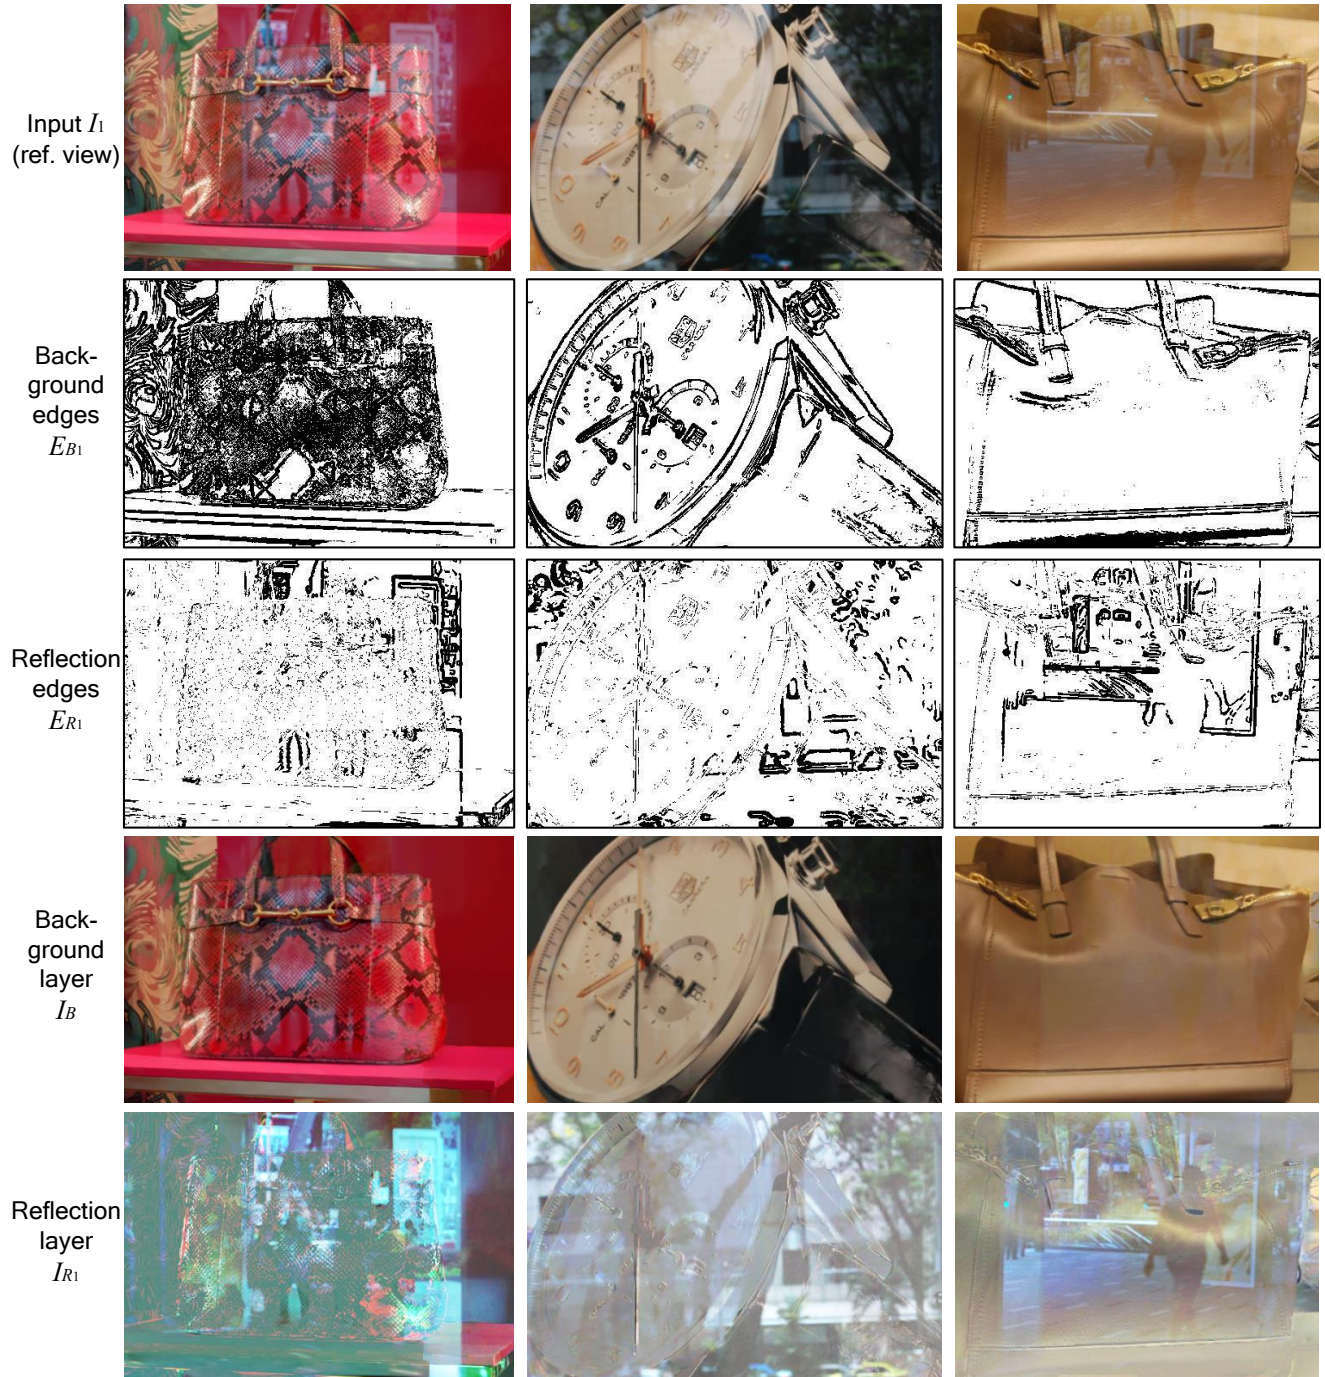 Input I1
(ref. view)
Back-
ground
edges
EB1
Reflection
edges
ER1
Back-
ground
layer
IB
Reflection
layer
IR1